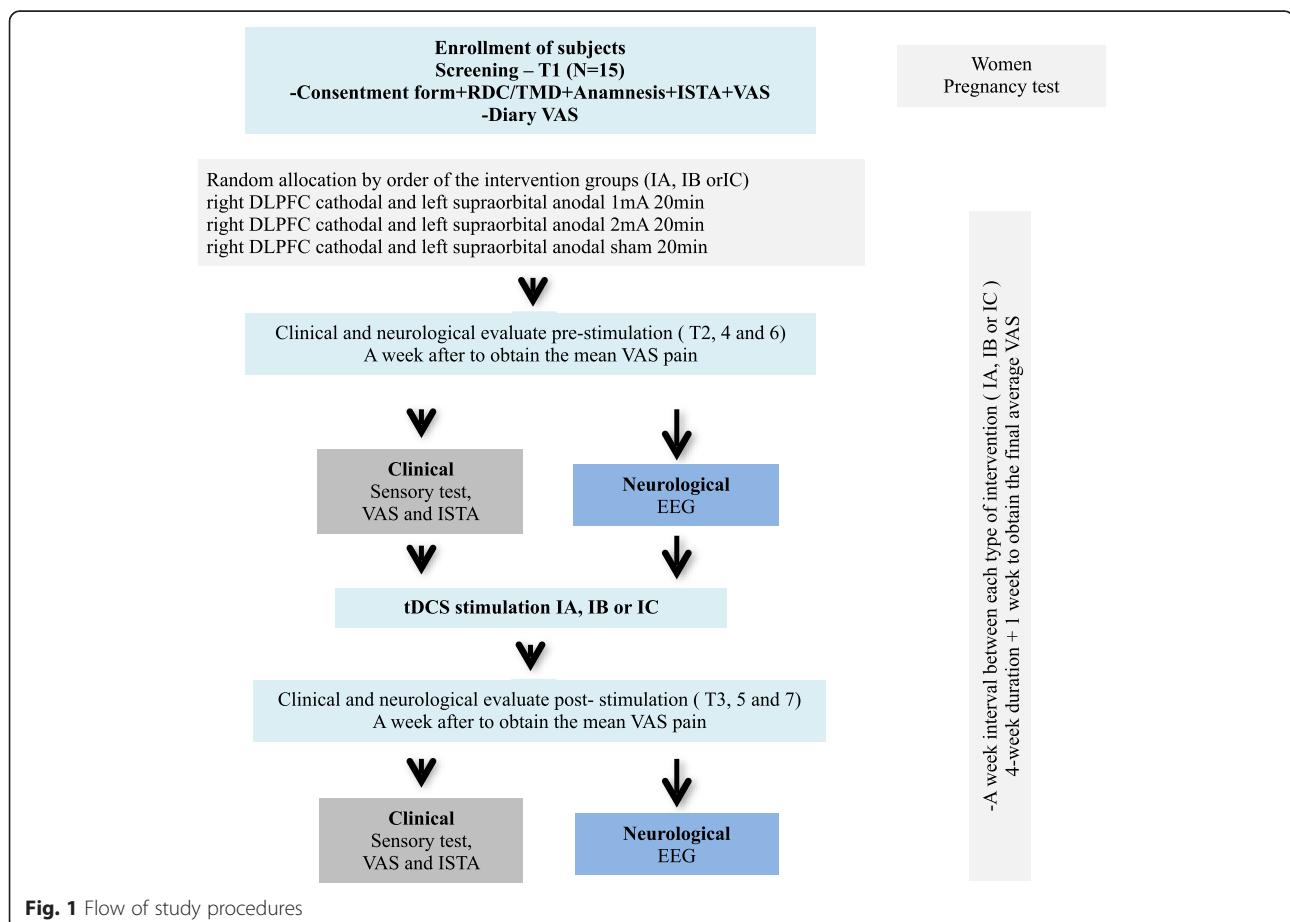 Enrollment of subjects
Screening – T1 (N=15)
-Consentment form+RDC/TMD+Anamnesis+ISTA+VAS
-Diary VAS
Women
Pregnancy test
Random allocation by order of the intervention groups (IA, IB orIC)
right DLPFC cathodal and left supraorbital anodal 1mA 20min
right DLPFC cathodal and left supraorbital anodal 2mA 20min
right DLPFC cathodal and left supraorbital anodal sham 20min
Clinical and neurological evaluate pre-stimulation ( T2, 4 and 6)
A week after to obtain the mean VAS pain
Clinical
Sensory test,
VAS and ISTA
Neurological
EEG
tDCS stimulation IA, IB or IC
Clinical and neurological evaluate post- stimulation ( T3, 5 and 7)
A week after to obtain the mean VAS pain
Clinical
Sensory test,
VAS and ISTA
Neurological
EEG
-A week interval between each type of intervention ( IA, IB or IC )
4-week duration + 1 week to obtain the final average VAS
Fig. 1 Flow of study procedures